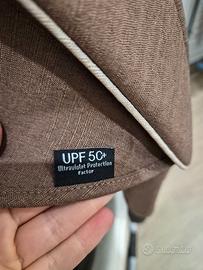 UPF 50+
Ultraviolet Protection
Factor